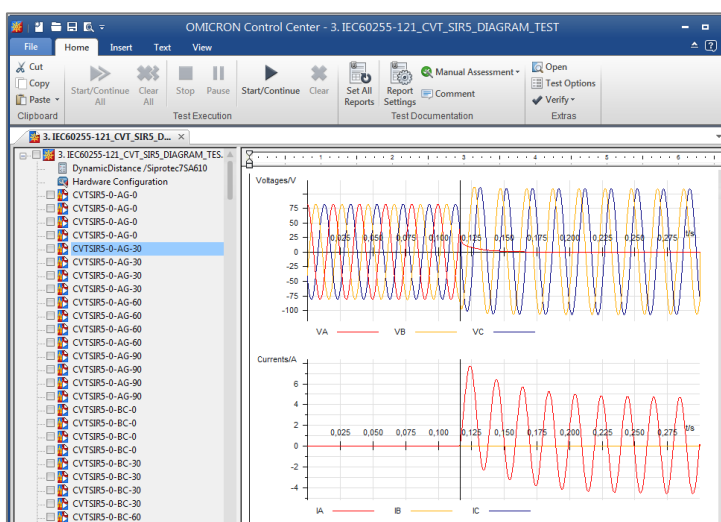 OMICRON Control Center - 3. IEC60255-121_CVT_SIR5_DIAGRAM_TEST
File Home Insert Text View
Cut
Copy
Paste
Clipboard
Start/Continue All
Clear All
Stop
Pause
Start/Continue
Clear
Test Execution
Set All Reports
Report Settings
Manual Assessment
Comment
Test Documentation
Open
Test Options
Verify
Extras
3. IEC60255-121_CVT_SIR5_D...
3. IEC60255-121_CVT_SIR5_DIAGRAM_TES.
DynamicDistance /Siprotec7SA610
Hardware Configuration
CVTSIR5-0-AG-0
CVTSIR5-0-AG-0
CVTSIR5-0-AG-0
CVTSIR5-0-AG-0
CVTSIR5-0-AG-30
CVTSIR5-0-AG-30
CVTSIR5-0-AG-30
CVTSIR5-0-AG-30
CVTSIR5-0-AG-60
CVTSIR5-0-AG-60
CVTSIR5-0-AG-60
CVTSIR5-0-AG-60
CVTSIR5-0-AG-90
CVTSIR5-0-AG-90
CVTSIR5-0-AG-90
CVTSIR5-0-AG-90
CVTSIR5-0-BC-0
CVTSIR5-0-BC-0
CVTSIR5-0-BC-0
CVTSIR5-0-BC-0
CVTSIR5-0-BC-30
CVTSIR5-0-BC-30
CVTSIR5-0-BC-30
CVTSIR5-0-BC-30
CVTSIR5-0-BC-60
1 2 3 4 5 6
Voltages/V
75
50
25
0
-25
-50
-75
-100
0,025 0,050 0,075 0,100 0,125 0,150 0,175 0,200 0,225 0,250 0,275 t/s
VA VB VC
Currents/A
6
4
2
0
-2
-4
0,025 0,050 0,075 0,100 0,125 0,150 0,175 0,200 0,225 0,250 0,275 t/s
IA IB IC